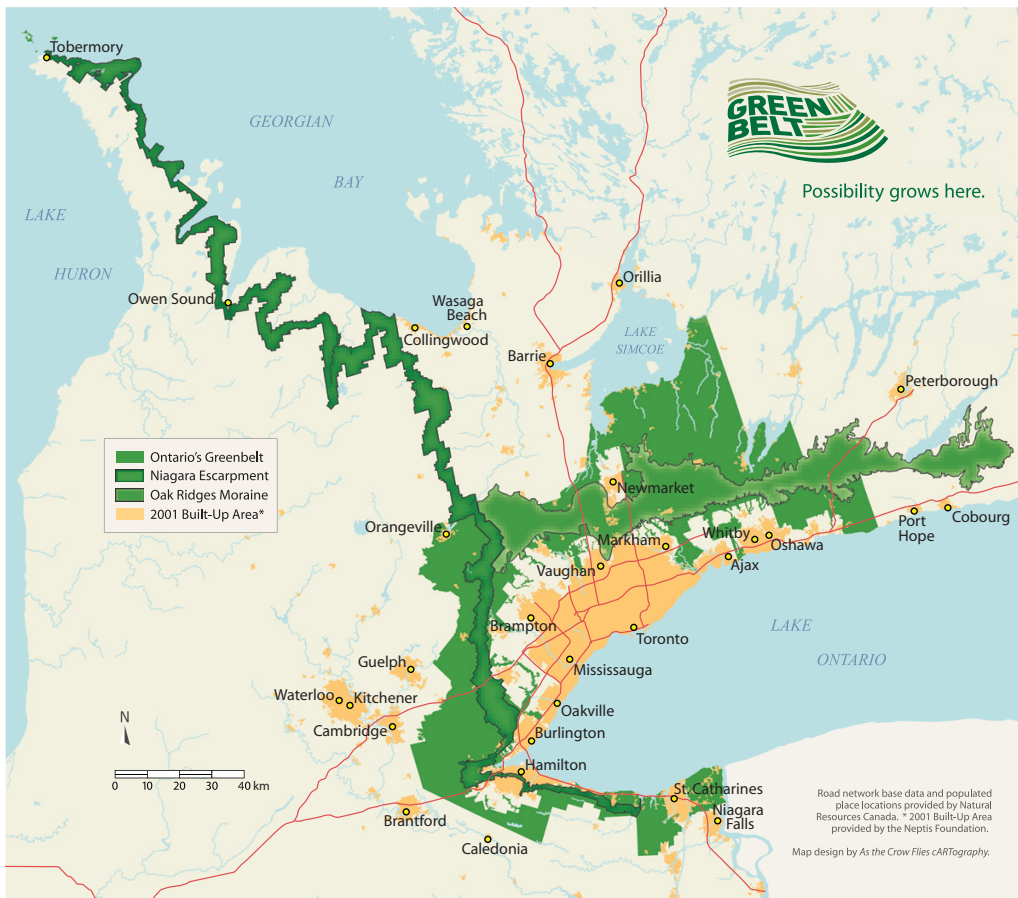 Tobermory
GEORGIAN
BAY
GREEN
BELT
Possibility grows here.
LAKE
HURON
Orillia
Owen Sound
Wasaga
Beach
Collingwood
LAKE
SIMCOE
Barrie
Peterborough
Ontario's Greenbelt
Niagara Escarpment
Oak Ridges Moraine
2001 Built-Up Area*
Newmarket
Orangeville
Markham
Whitby
Oshawa
Port
Hope
Cobourg
Vaughan
Ajax
Brampton
Toronto
LAKE
ONTARIO
Guelph
Mississauga
Waterloo
Kitchener
Cambridge
Oakville
Burlington
N
0 10 20 30 40 km
Hamilton
St. Catharines
Niagara
Falls
Brantford
Caledonia
Road network base data and populated
place locations provided by Natural
Resources Canada. * 2001 Built-Up Area
provided by the Neptis Foundation.
Map design by As the Crow Flies cARTography.